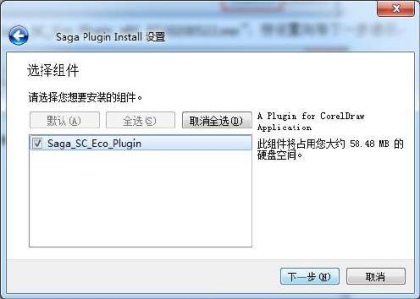 Saga Plugin Install 设置
选择组件
请选择您想要安装的组件。
默认(A)
全选(S)
取消全选(D)
Saga_SC_Eco_Plugin
A Plugin for CorelDraw
Application
此组件将占用您大约 58.48 MB 的
硬盘空间。
下一步(N)
取消